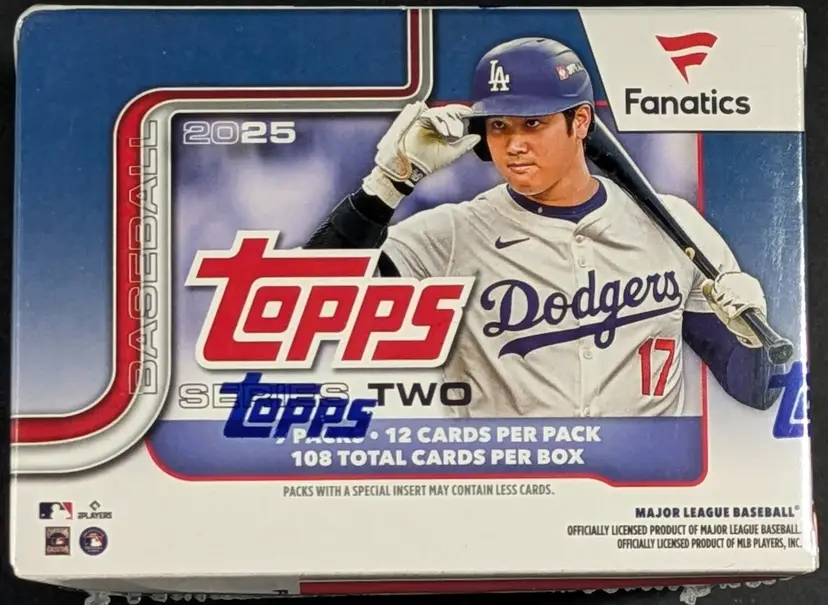 Fanatics
2025
BASEBALL
LA
topps
Dodgers
17
SERIES TWO
topps
PACKS • 12 CARDS PER PACK
108 TOTAL CARDS PER BOX
PACKS WITH A SPECIAL INSERT MAY CONTAIN LESS CARDS.
PLAYERS
MAJOR LEAGUE BASEBALL®
OFFICIALLY LICENSED PRODUCT OF MAJOR LEAGUE BASEBALL.
OFFICIALLY LICENSED PRODUCT OF MLB PLAYERS, INC.